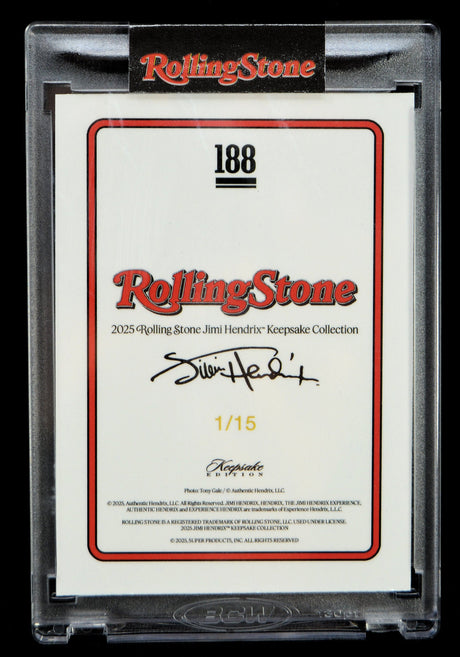 RollingStone
188
RollingStone
2025 Rolling Stone Jimi Hendrix™ Keepsake Collection
Jimi Hendrix
1/15
Keepsake
EDITION
Photo: Tony Gale / © Authentic Hendrix, LLC.
© 2025, Authentic Hendrix, LLC. All Rights Reserved. JIMI HENDRIX, HENDRIX, THE JIMI HENDRIX EXPERIENCE,
AUTHENTIC HENDRIX and EXPERIENCE HENDRIX are trademarks of Experience Hendrix, L.L.C
ROLLING STONE IS A REGISTERED TRADEMARK OF ROLLING STONE, LLC. USED UNDER LICENSE.
2025 JIMI HENDRIX™ KEEPSAKE COLLECTION
© 2025, SUPER PRODUCTS, INC. ALL RIGHTS RESERVED
BCW